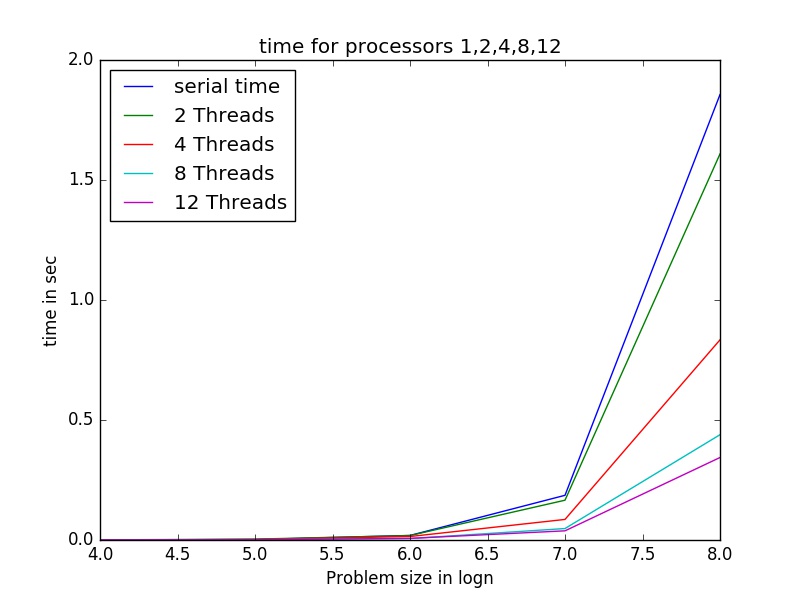 time for processors 1,2,4,8,12
2.0
serial time
2 Threads
4 Threads
8 Threads
12 Threads
1.5
1.0
0.5
0.0
time in sec
4.0 4.5 5.0 5.5 6.0 6.5 7.0 7.5 8.0
Problem size in logn